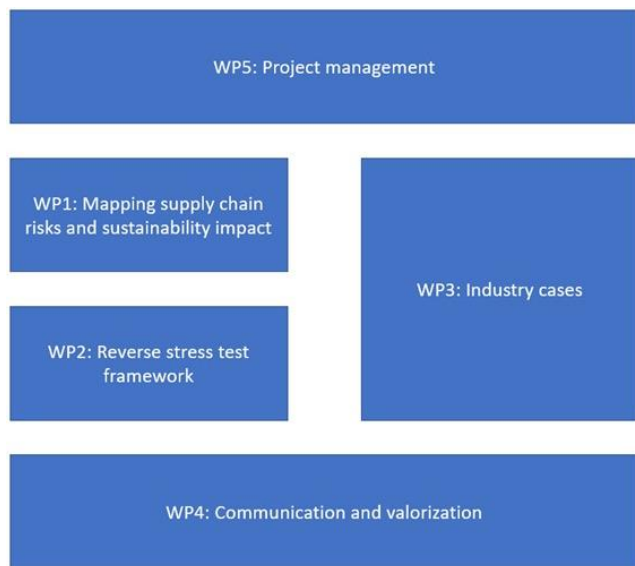 WP5: Project management
WP1: Mapping supply chain
risks and sustainability impact
WP3: Industry cases
WP2: Reverse stress test
framework
WP4: Communication and valorization